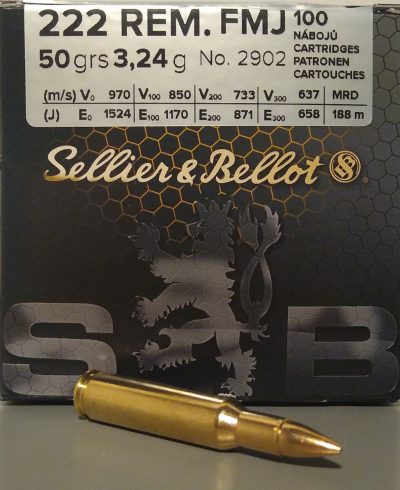 222 REM. FMJ 100
NÁBOJŮ
50 grs 3,24 g No. 2902 CARTRIDGES
PATRONEN
CARTOUCHES
(m/s) V₀ 970 V₁₀₀ 850 V₂₀₀ 733 V₃₀₀ 637 MRD
(J) E₀ 1524 E₁₀₀ 1170 E₂₀₀ 871 E₃₀₀ 658 188 m
Sellier & Bellot S&B
S B